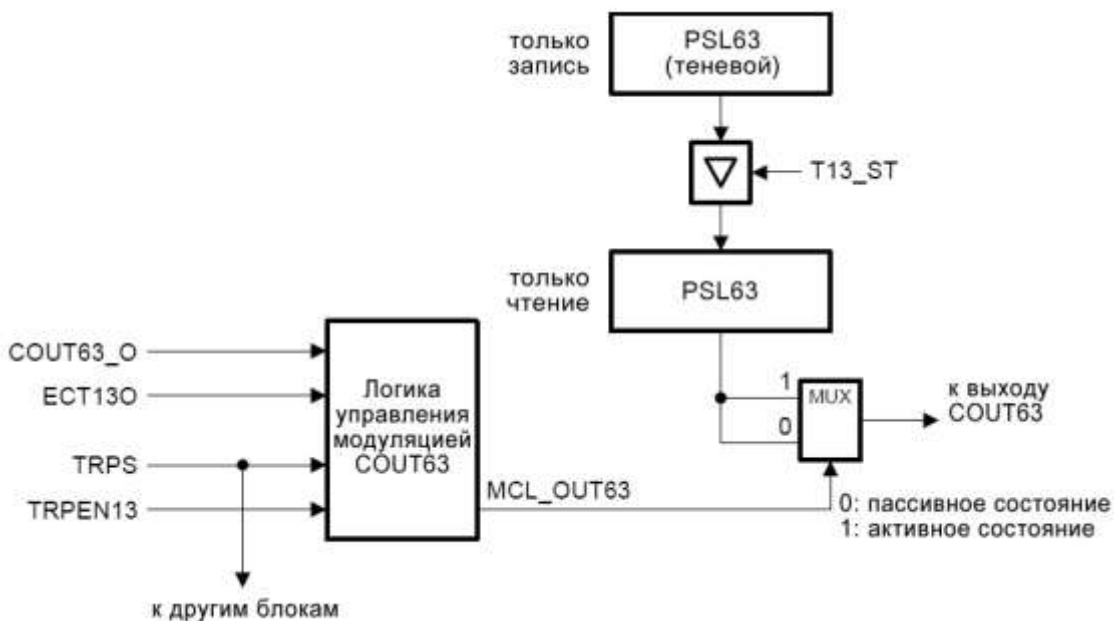 только
запись
PSL63
(теневой)
T13_ST
только
чтение
PSL63
COUT63_O
ECT13O
TRPS
TRPEN13
Логика
управления
модуляцией
COUT63
1
0
MUX
к выходу
COUT63
MCL_OUT63
0: пассивное состояние
1: активное состояние
к другим блокам